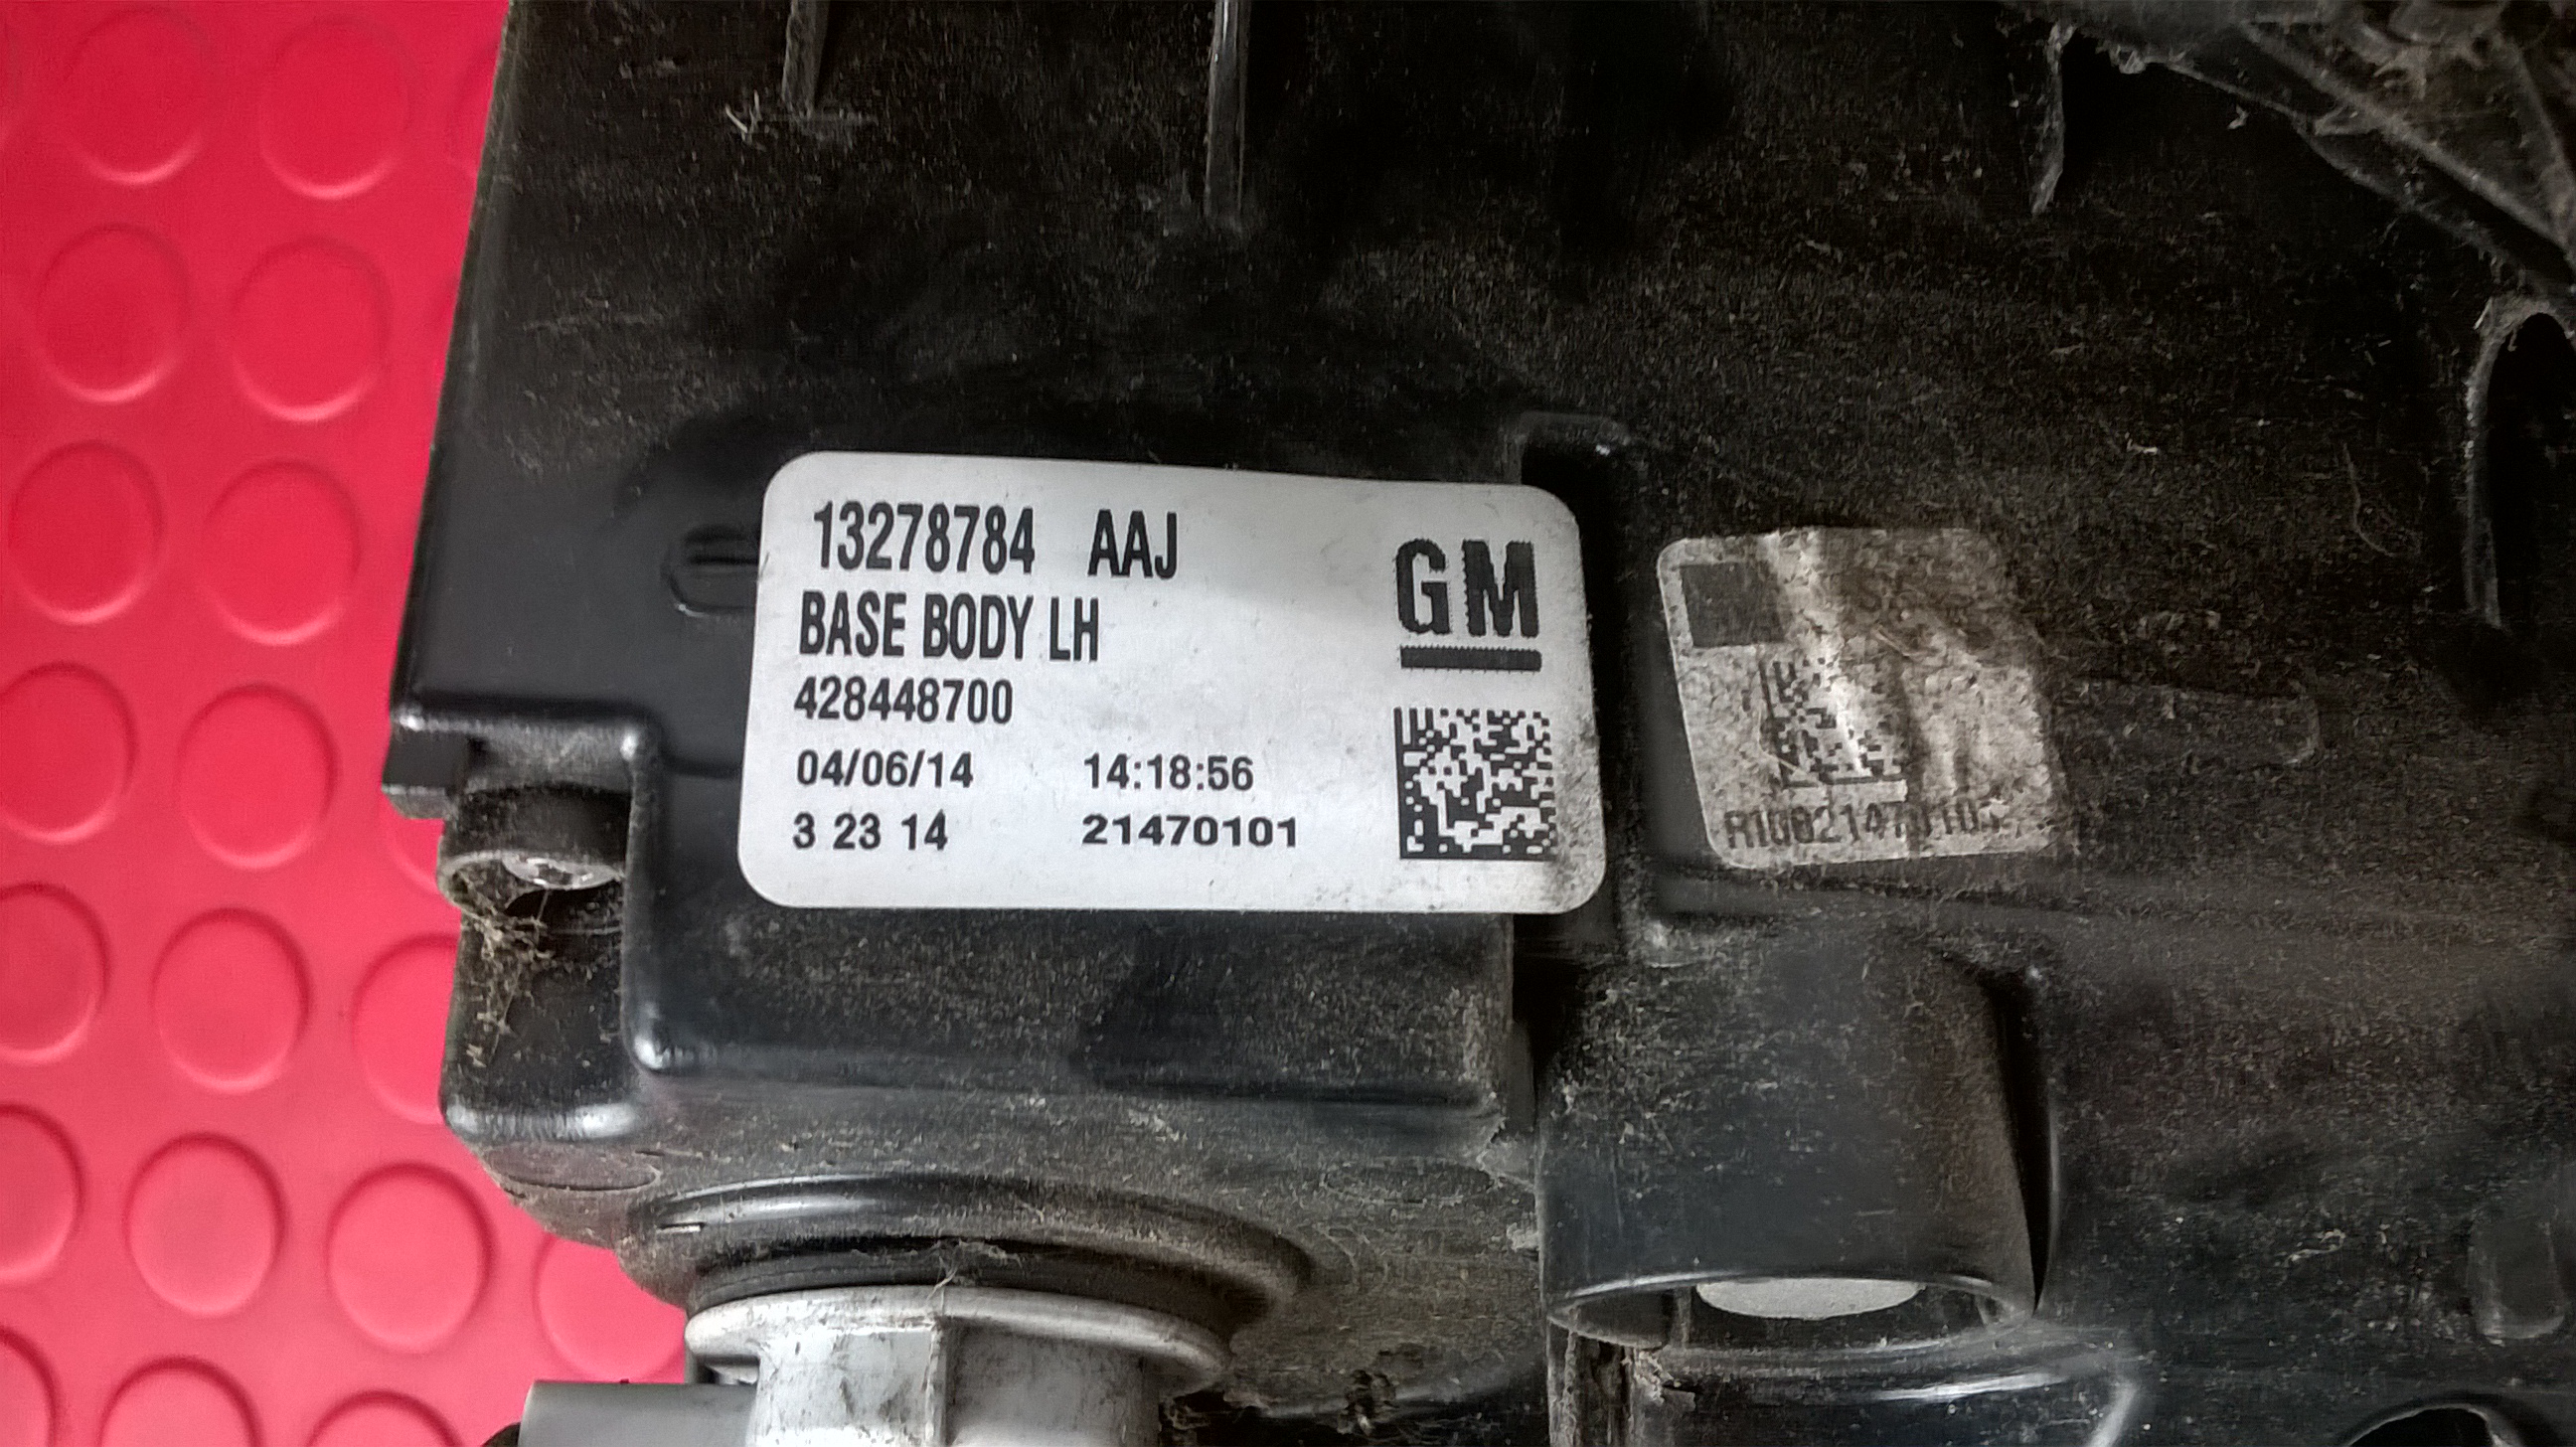 13278784 AAJ
GM
BASE BODY LH
428448700
04/06/14 14:18:56
3 23 14 21470101